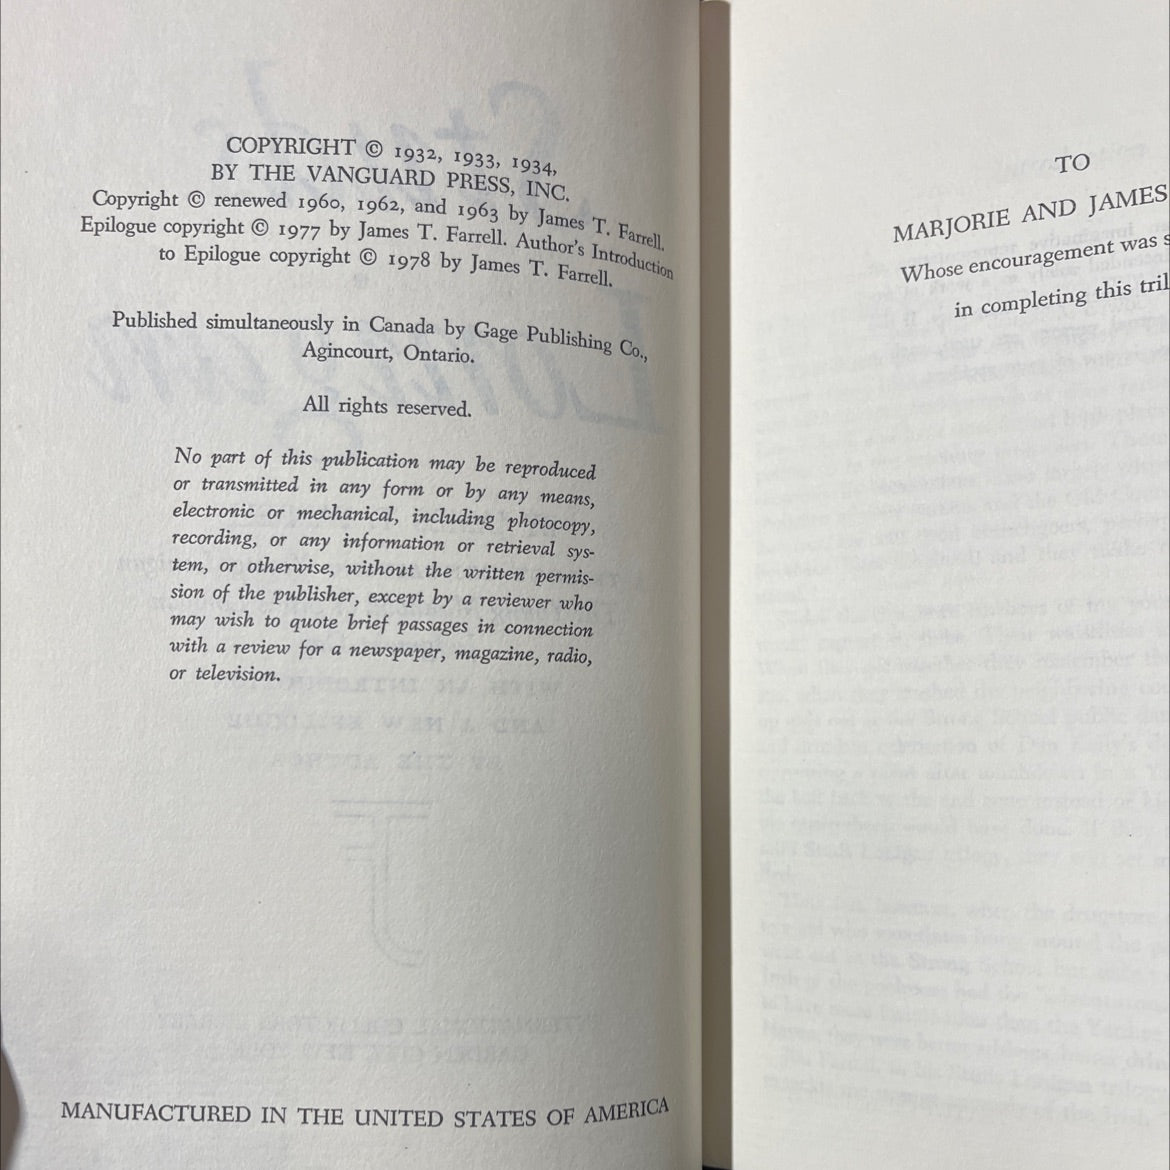 COPYRIGHT © 1932, 1933, 1934,
BY THE VANGUARD PRESS, INC.
Copyright © renewed 1960, 1962, and 1963 by James T. Farrell.
Epilogue copyright © 1977 by James T. Farrell. Author's Introduction
to Epilogue copyright © 1978 by James T. Farrell.
Published simultaneously in Canada by Gage Publishing Co.,
Agincourt, Ontario.
All rights reserved.
No part of this publication may be reproduced
or transmitted in any form or by any means,
electronic or mechanical, including photocopy,
recording, or any information or retrieval sys-
tem, or otherwise, without the written permis-
sion of the publisher, except by a reviewer who
may wish to quote brief passages in connection
with a review for a newspaper, magazine, radio,
or television.
MANUFACTURED IN THE UNITED STATES OF AMERICA
TO
MARJORIE AND JAMES
Whose encouragement was
in completing this